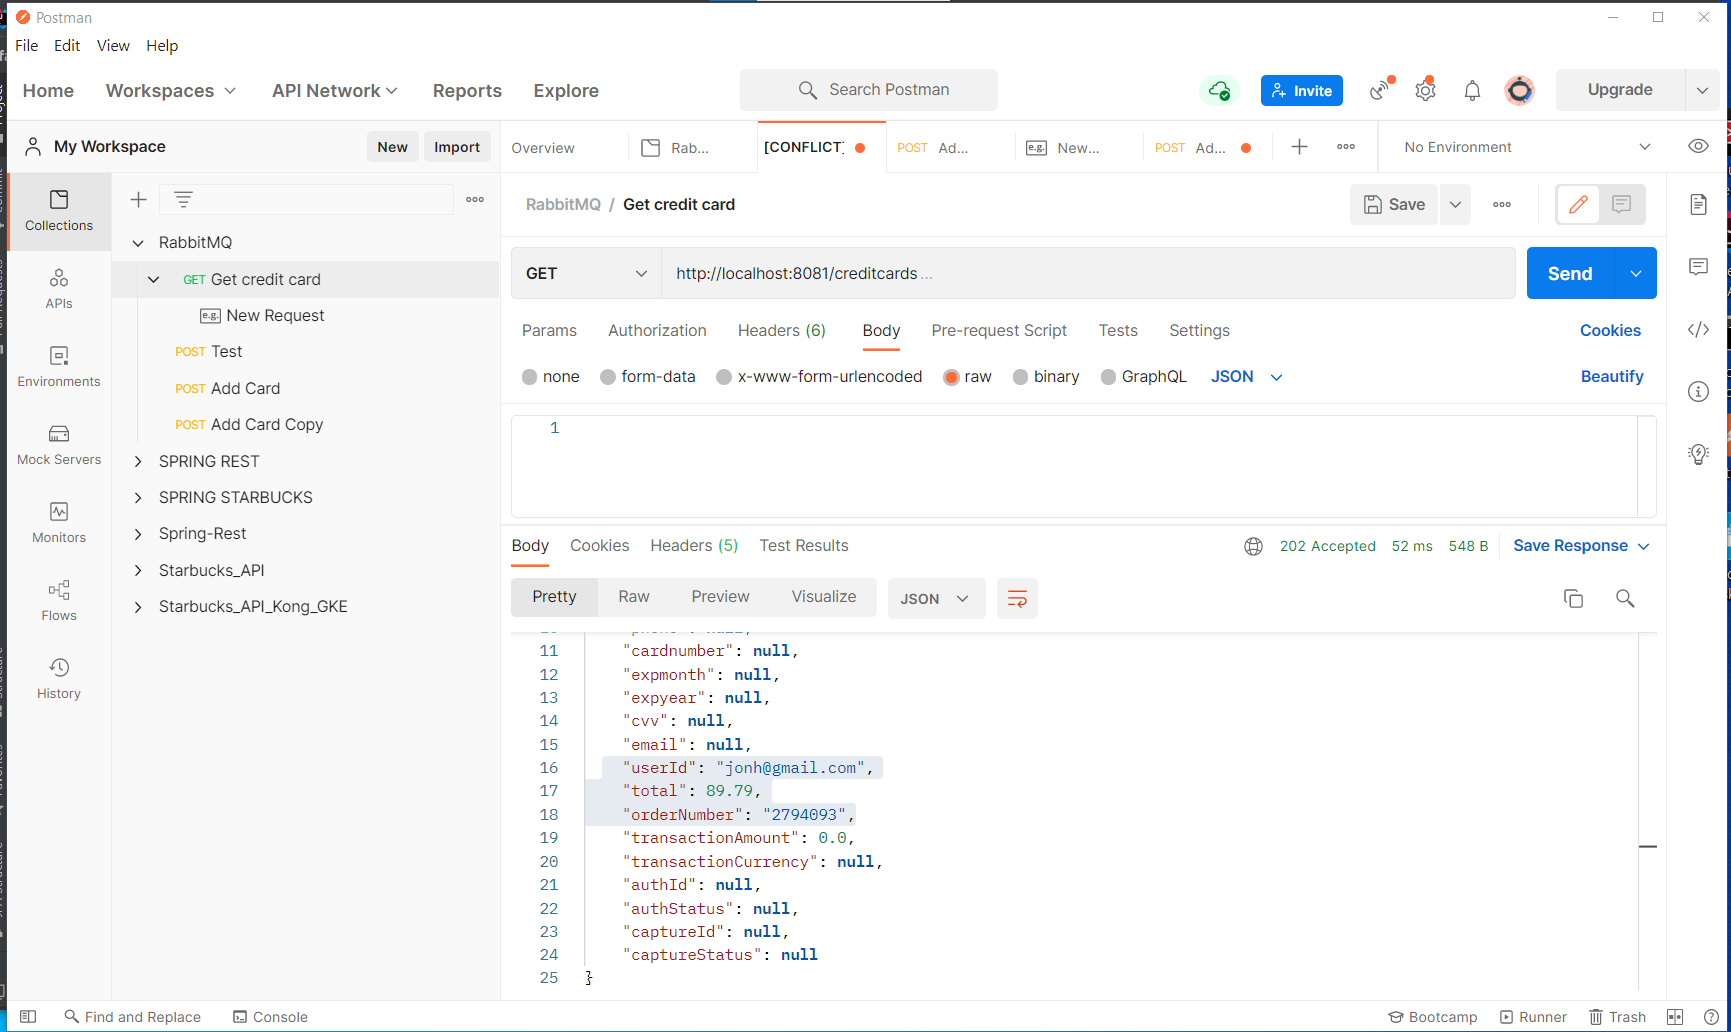 Postman
File Edit View Help
Home Workspaces API Network Reports Explore Search Postman Invite Upgrade
My Workspace New Import Overview Rab... [CONFLICT] POST Ad... e.g. New... POST Ad... No Environment
RabbitMQ / Get credit card Save
Collections
RabbitMQ
GET Get credit card
e.g. New Request
POST Test
POST Add Card
POST Add Card Copy
SPRING REST
SPRING STARBUCKS
Spring-Rest
Starbucks_API
Starbucks_API_Kong_GKE
APIs
Environments
Mock Servers
Monitors
Flows
History
GET http://localhost:8081/creditcards ... Send
Params Authorization Headers (6) Body Pre-request Script Tests Settings Cookies
none form-data x-www-form-urlencoded raw binary GraphQL JSON Beautify
1
Body Cookies Headers (5) Test Results 202 Accepted 52 ms 548 B Save Response
Pretty Raw Preview Visualize JSON
11 "cardnumber": null,
12 "expmonth": null,
13 "expyear": null,
14 "cvv": null,
15 "email": null,
16 "userId": "jonh@gmail.com",
17 "total": 89.79,
18 "orderNumber": "2794093",
19 "transactionAmount": 0.0,
20 "transactionCurrency": null,
21 "authId": null,
22 "authStatus": null,
23 "captureId": null,
24 "captureStatus": null
25 }
Find and Replace Console Bootcamp Runner Trash